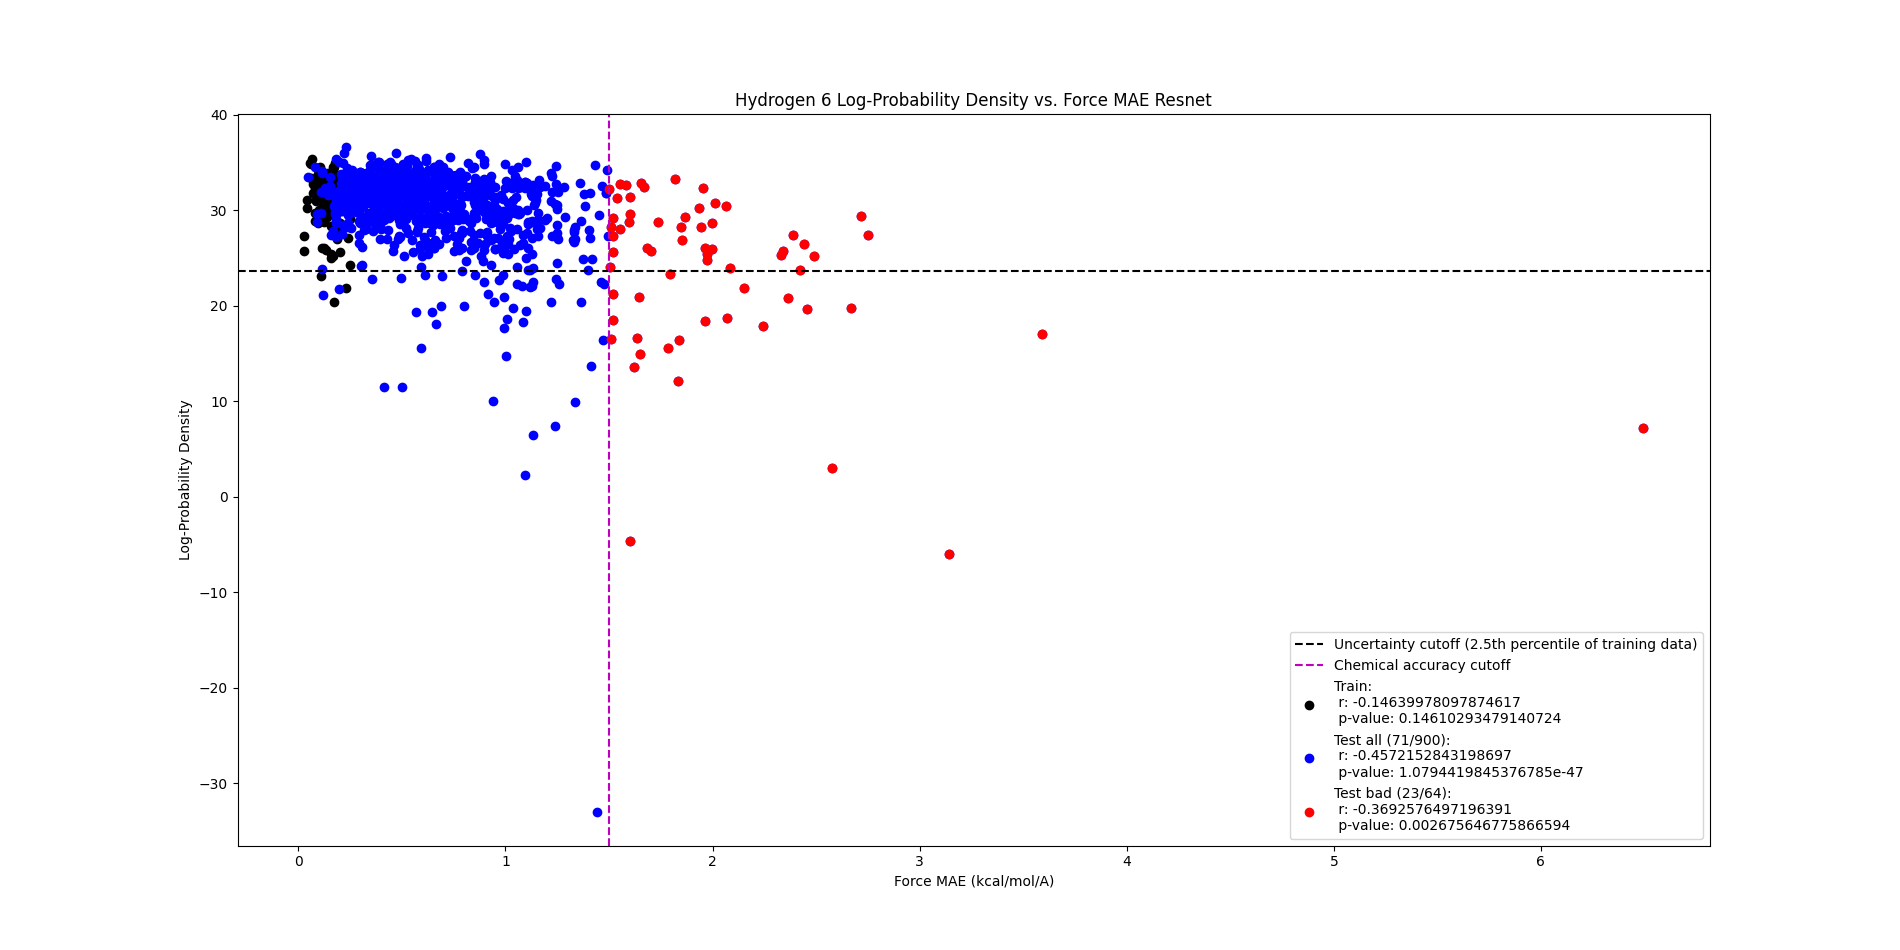 Hydrogen 6 Log-Probability Density vs. Force MAE Resnet
40
30
20
10
0
−10
−20
−30
Log-Probability Density
0 1 2 3 4 5 6
Force MAE (kcal/mol/A)
Uncertainty cutoff (2.5th percentile of training data)
Chemical accuracy cutoff
Train:
r: -0.14639978097874617
p-value: 0.14610293479140724
Test all (71/900):
r: -0.4572152843198697
p-value: 1.0794419845376785e-47
Test bad (23/64):
r: -0.3692576497196391
p-value: 0.002675646775866594